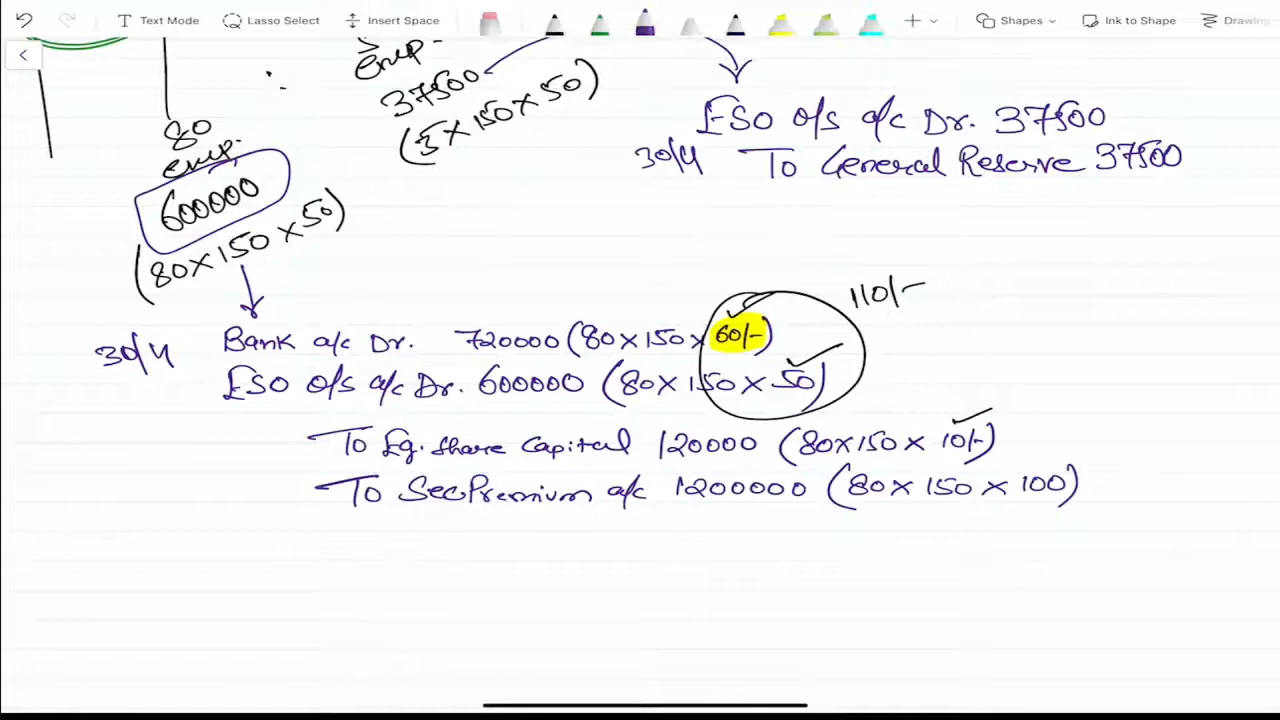 Text Mode
Lasso Select
Insert Space
Shapes
Ink to Shape
Drawing
emp.
37500
(5×150×50)
80
emp.
600000
(80×150×50)
ESO o/s a/c Dr. 37500
30/4 To General Reserve 37500
110/-
30/4 Bank a/c Dr. 720000 (80×150×60/-)
ESO o/s a/c Dr. 600000 (80×150×50)
To Eq. Share Capital 120000 (80×150×10/-)
To Sec Premium a/c 1200000 (80×150×100)